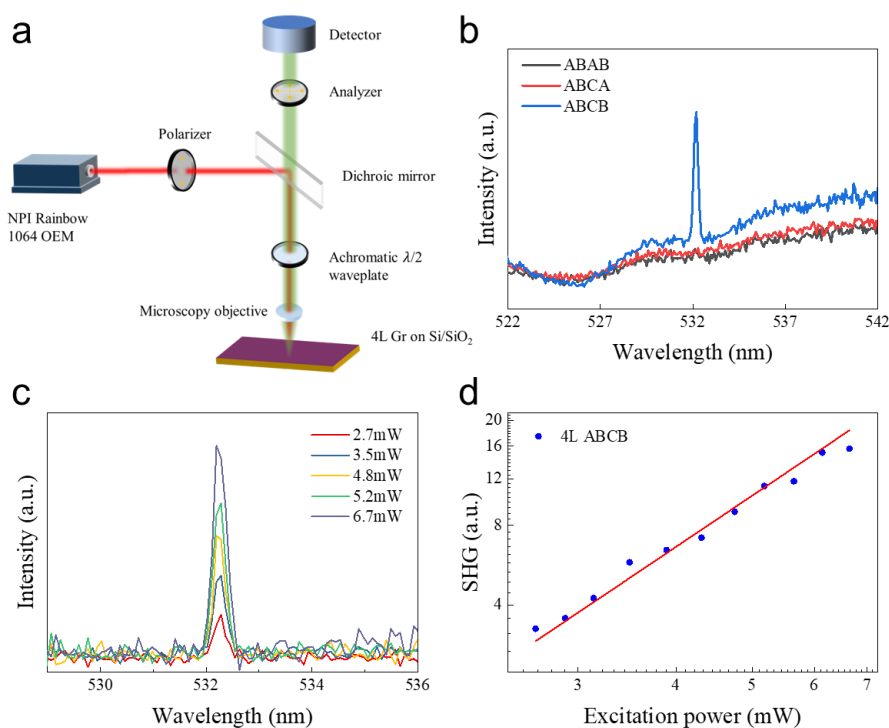 a
Detector
Analyzer
Polarizer
Dichroic mirror
NPI Rainbow
1064 OEM
Achromatic λ/2
waveplate
Microscopy objective
4L Gr on Si/SiO₂
b
ABAB
ABCA
ABCB
Intensity (a.u.)
522 527 532 537 542
Wavelength (nm)
c
2.7mW
3.5mW
4.8mW
5.2mW
6.7mW
Intensity (a.u.)
530 532 534 536
Wavelength (nm)
d
4L ABCB
SHG (a.u.)
20
16
12
8
4
3 4 5 6 7
Excitation power (mW)